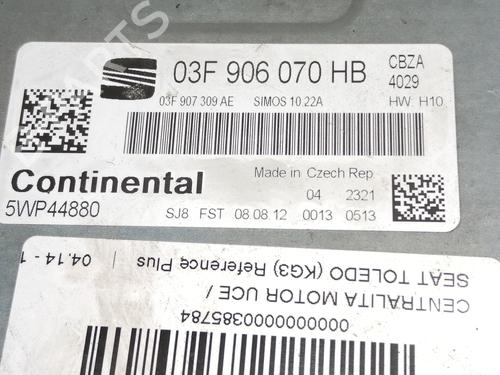 03F 906 070 HB
CBZA
4029
03F 907 309 AE
SIMOS 10.22A
HW: H10
Continental
Made in Czech Rep
04 2321
5WP44880
SJ8 FST 08.08.12 0013 0513
0000000000385784
CENTRALITA MOTOR UCE /
SEAT TOLEDO (KG3) Reference Plus
04.14 - 1